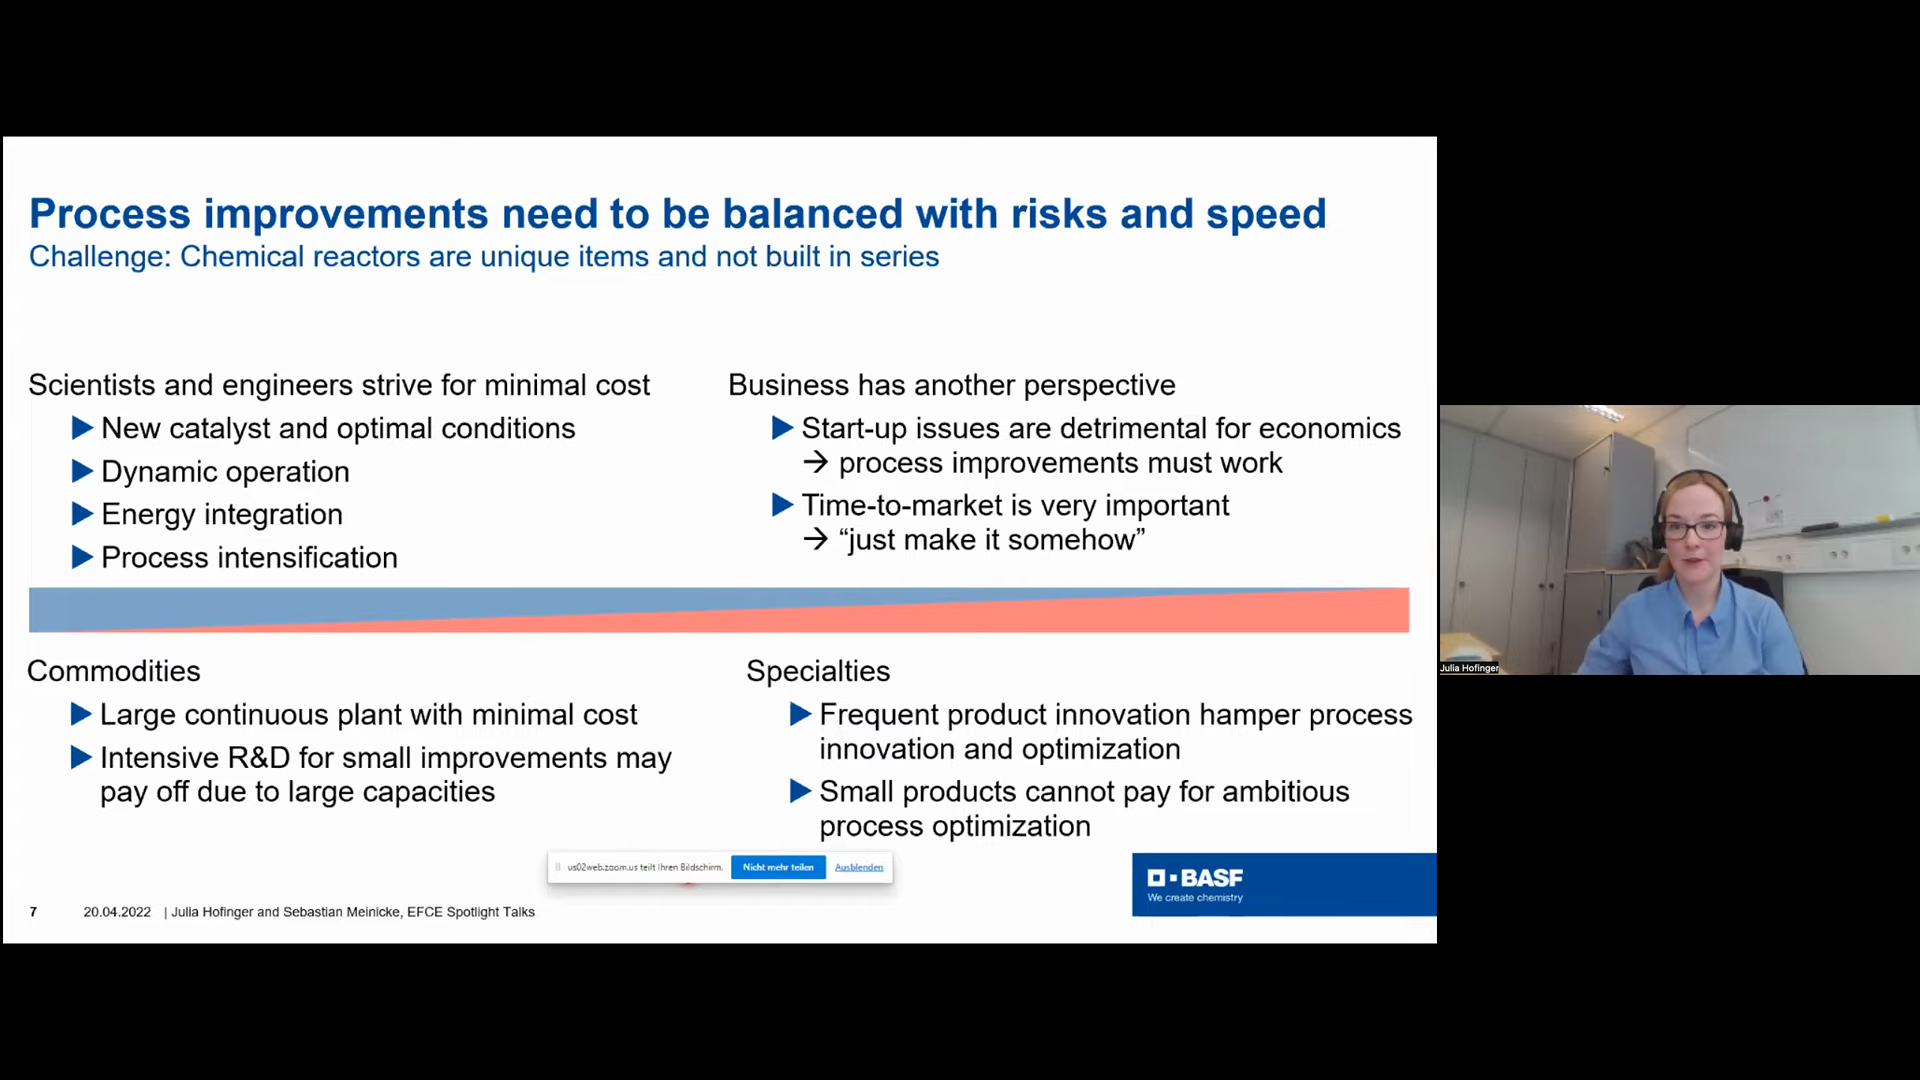 Process improvements need to be balanced with risks and speed
Challenge: Chemical reactors are unique items and not built in series
Scientists and engineers strive for minimal cost
New catalyst and optimal conditions
Dynamic operation
Energy integration
Process intensification
Business has another perspective
Start-up issues are detrimental for economics
→ process improvements must work
Time-to-market is very important
→ “just make it somehow”
Commodities
Large continuous plant with minimal cost
Intensive R&D for small improvements may
pay off due to large capacities
Specialties
Frequent product innovation hamper process
innovation and optimization
Small products cannot pay for ambitious
process optimization
us02web.zoom.us teilt Ihren Bildschirm. Nicht mehr teilen Ausblenden
BASF
We create chemistry
7 20.04.2022 | Julia Hofinger and Sebastian Meinicke, EFCE Spotlight Talks
Julia Hofinger